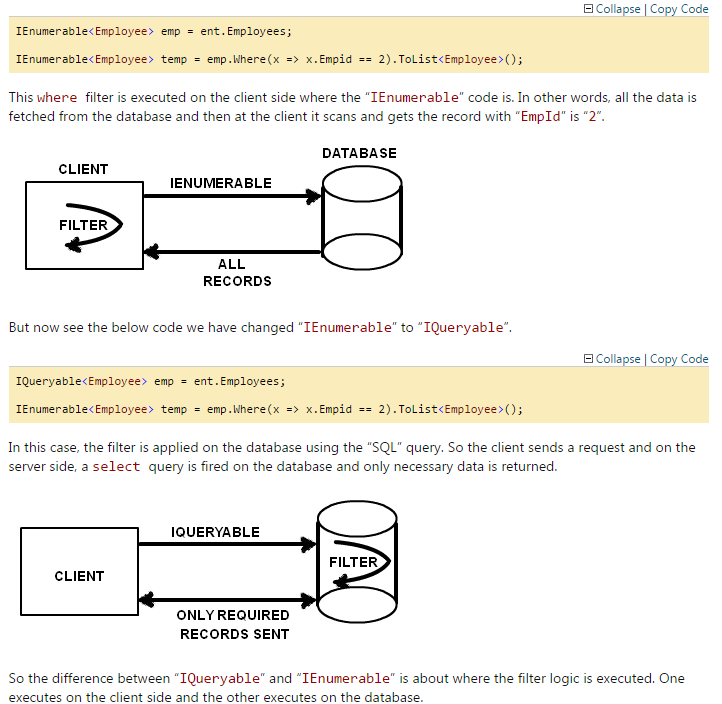 Collapse | Copy Code
IEnumerable<Employee> emp = ent.Employees;
IEnumerable<Employee> temp = emp.Where(x => x.Empid == 2).ToList<Employee>();
This where filter is executed on the client side where the “IEnumerable” code is. In other words, all the data is
fetched from the database and then at the client it scans and gets the record with “EmpId” is “2”.
DATABASE
CLIENT
IENUMERABLE
FILTER
ALL
RECORDS
But now see the below code we have changed “IEnumerable” to “IQueryable”.
Collapse | Copy Code
IQueryable<Employee> emp = ent.Employees;
IEnumerable<Employee> temp = emp.Where(x => x.Empid == 2).ToList<Employee>();
In this case, the filter is applied on the database using the “SQL” query. So the client sends a request and on the
server side, a select query is fired on the database and only necessary data is returned.
IQUERYABLE
FILTER
CLIENT
ONLY REQUIRED
RECORDS SENT
So the difference between “IQueryable” and “IEnumerable” is about where the filter logic is executed. One
executes on the client side and the other executes on the database.